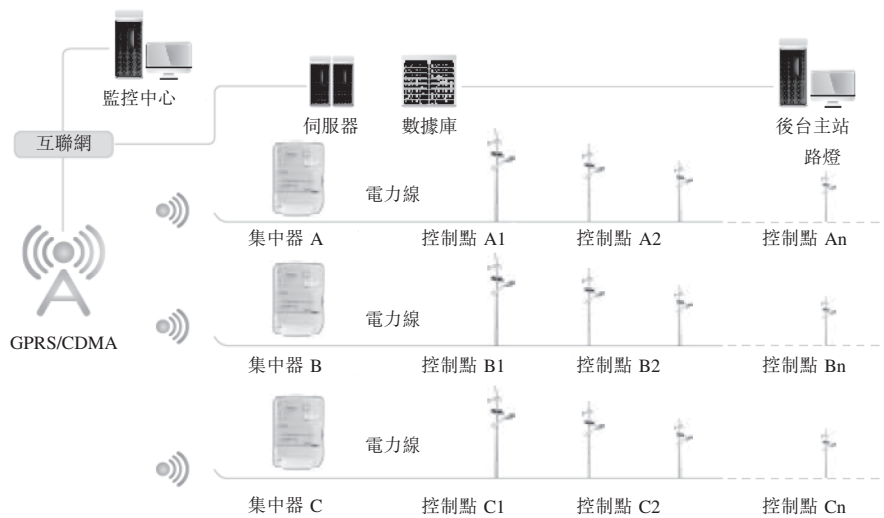 監控中心
伺服器
數據庫
後台主站
互聯網
路燈
電力線
集中器 A
控制點 A1
控制點 A2
控制點 An
GPRS/CDMA
電力線
集中器 B
控制點 B1
控制點 B2
控制點 Bn
電力線
集中器 C
控制點 C1
控制點 C2
控制點 Cn